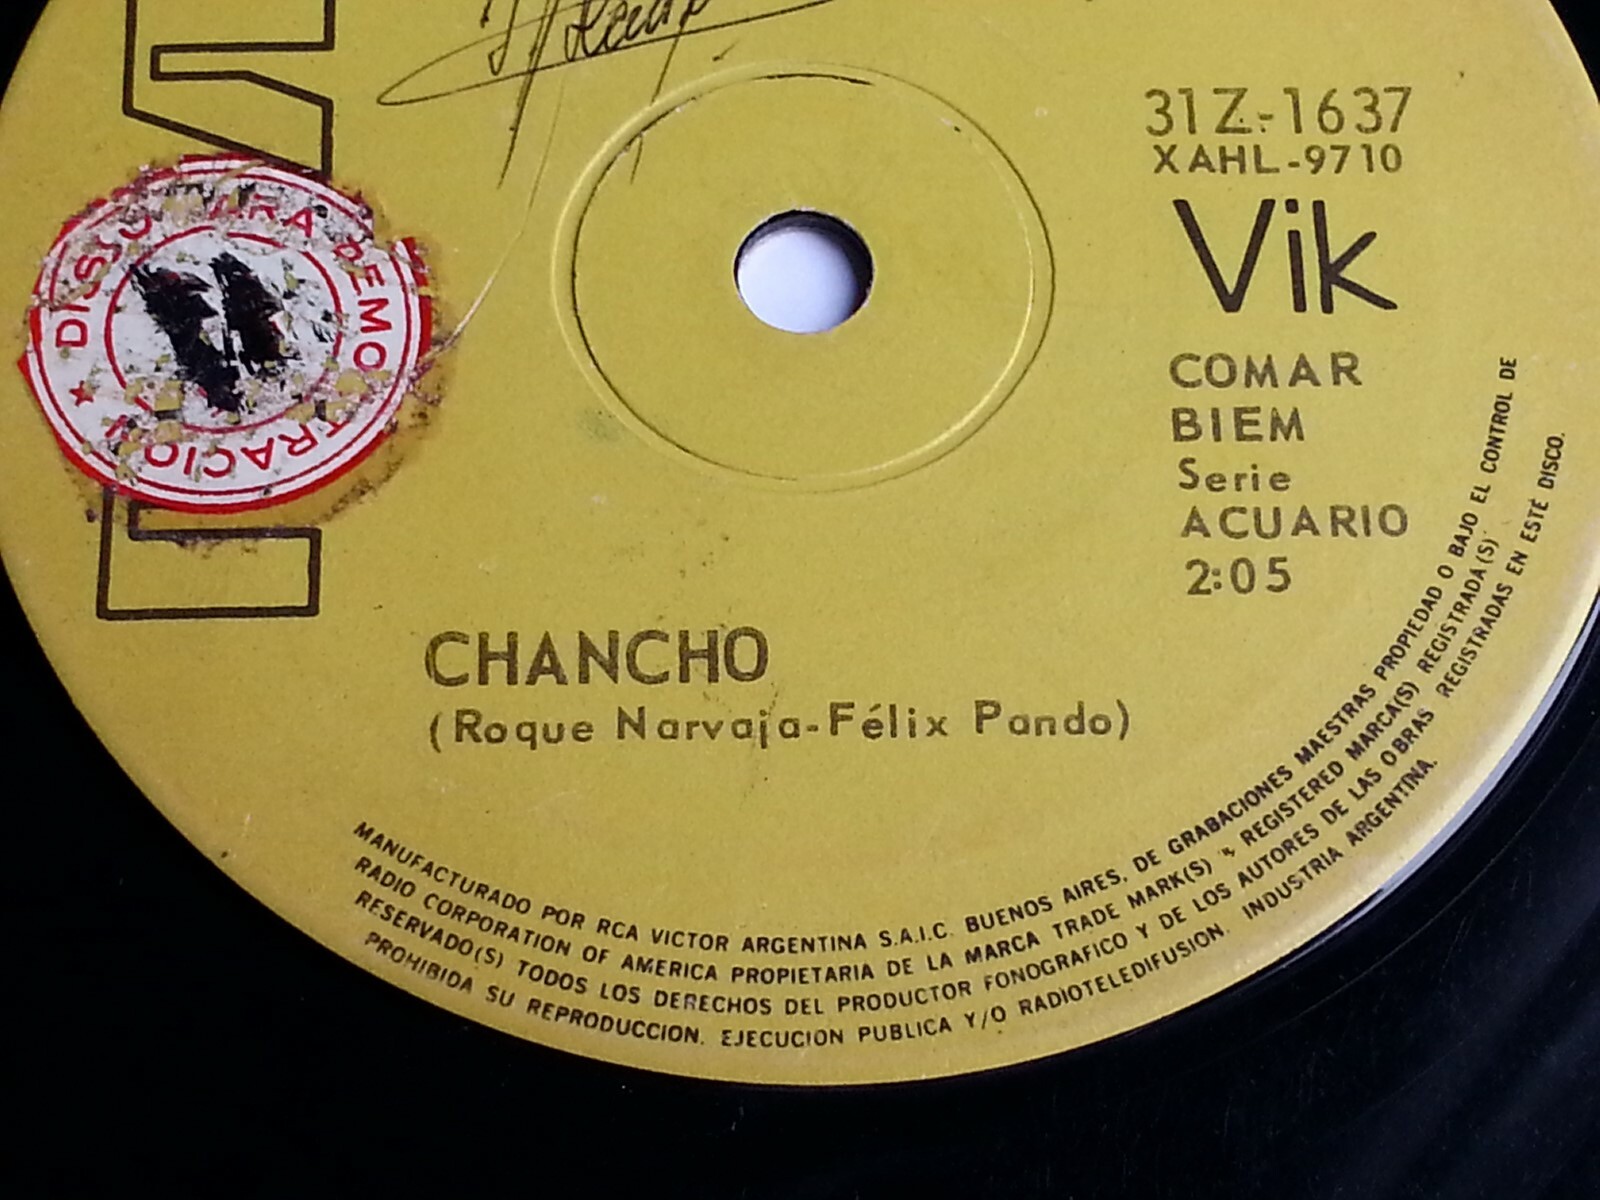 31Z-1637
XAHL-9710
Vik
COMAR
BIEM
Serie
ACUARIO
2:05
CHANCHO
(Roque Narvaja-Félix Pando)
MANUFACTURADO POR RCA VICTOR ARGENTINA S.A.I.C. BUENOS AIRES, DE GRABACIONES MAESTRAS PROPIEDAD O BAJO EL CONTROL DE
RADIO CORPORATION OF AMERICA PROPIETARIA DE LA MARCA TRADE MARK(S) REGISTERED MARCA(S) REGISTRADA(S)
RESERVADO(S) TODOS LOS DERECHOS DEL PRODUCTOR FONOGRAFICO Y DE LOS AUTORES DE LAS OBRAS REGISTRADAS EN ESTE DISCO.
PROHIBIDA SU REPRODUCCION. EJECUCION PUBLICA Y/O RADIOTELEDIFUSION. INDUSTRIA ARGENTINA.